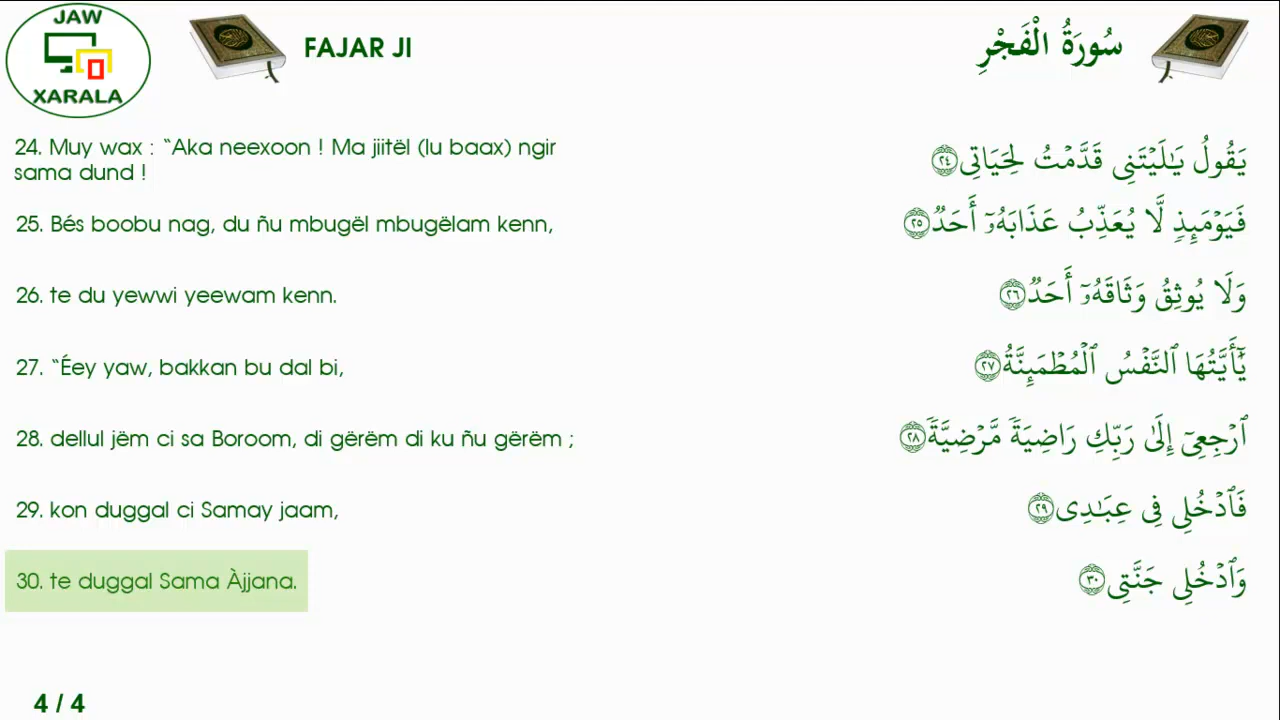 JAW
XARALA
FAJAR JI
سُورَةُ الْفَجْرِ
24. Muy wax : “Aka neexoon ! Ma jiitël (lu baax) ngir
sama dund !
يَقُولُ يَـٰلَيۡتَنِى قَدَّمۡتُ لِحَيَاتِى ٢٤
25. Bés boobu nag, du ñu mbugël mbugëlam kenn,
فَيَوۡمَئِذٍ لَّا يُعَذِّبُ عَذَابَهُۥٓ أَحَدٌ ٢٥
26. te du yewwi yeewam kenn.
وَلَا يُوثِقُ وَثَاقَهُۥٓ أَحَدٌ ٢٦
27. “Éey yaw, bakkan bu dal bi,
يَـٰٓأَيَّتُهَا ٱلنَّفۡسُ ٱلۡمُطۡمَئِنَّةُ ٢٧
28. dellul jëm ci sa Boroom, di gërëm di ku ñu gërëm ;
ٱرۡجِعِىٓ إِلَىٰ رَبِّكِ رَاضِيَةً مَّرۡضِيَّةً ٢٨
29. kon duggal ci Samay jaam,
فَٱدۡخُلِى فِى عِبَـٰدِى ٢٩
30. te duggal Sama Àjjana.
وَٱدۡخُلِى جَنَّتِى ٣٠
4 / 4